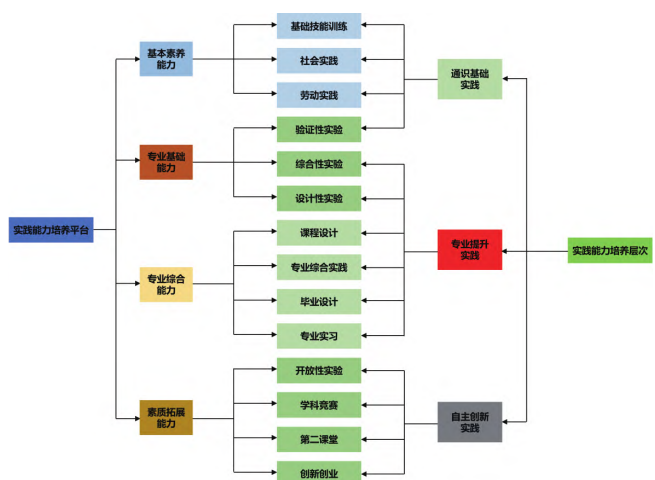 实践能力培养平台
基本素养
能力
专业基础
能力
专业综合
能力
素质拓展
能力
基础技能训练
社会实践
劳动实践
验证性实验
综合性实验
设计性实验
课程设计
专业综合实践
毕业设计
专业实习
开放性实验
学科竞赛
第二课堂
创新创业
通识基础
实践
专业提升
实践
自主创新
实践
实践能力培养层次